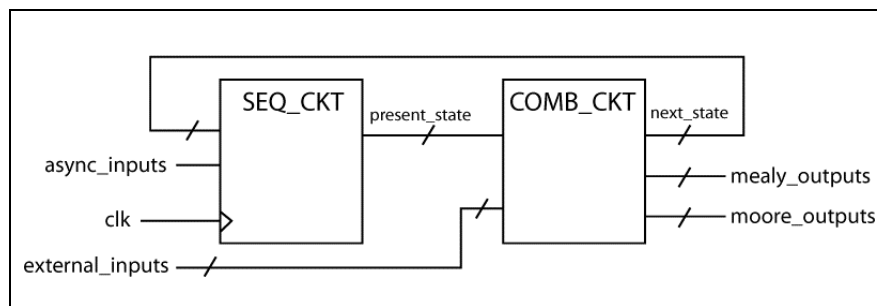 SEQ_CKT
COMB_CKT
present_state
next_state
async_inputs
mealy_outputs
clk
moore_outputs
external_inputs